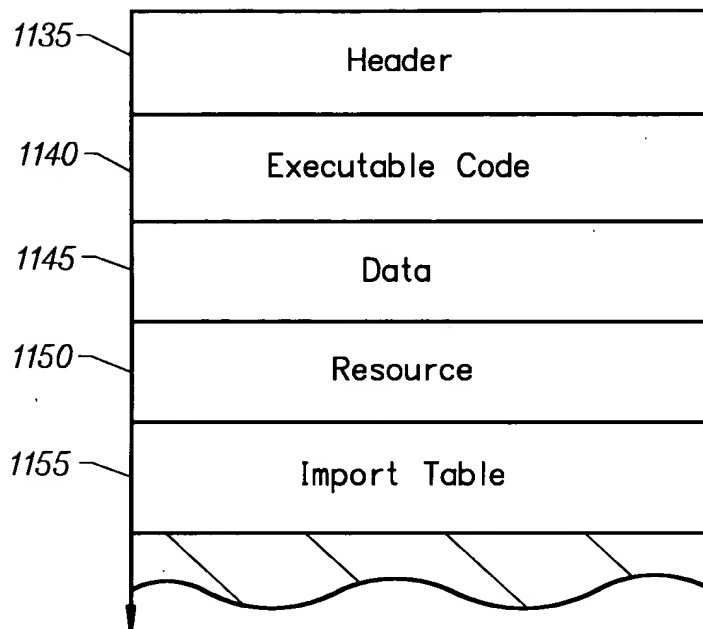 1135 Header
1140 Executable Code
1145 Data
1150 Resource
1155 Import Table